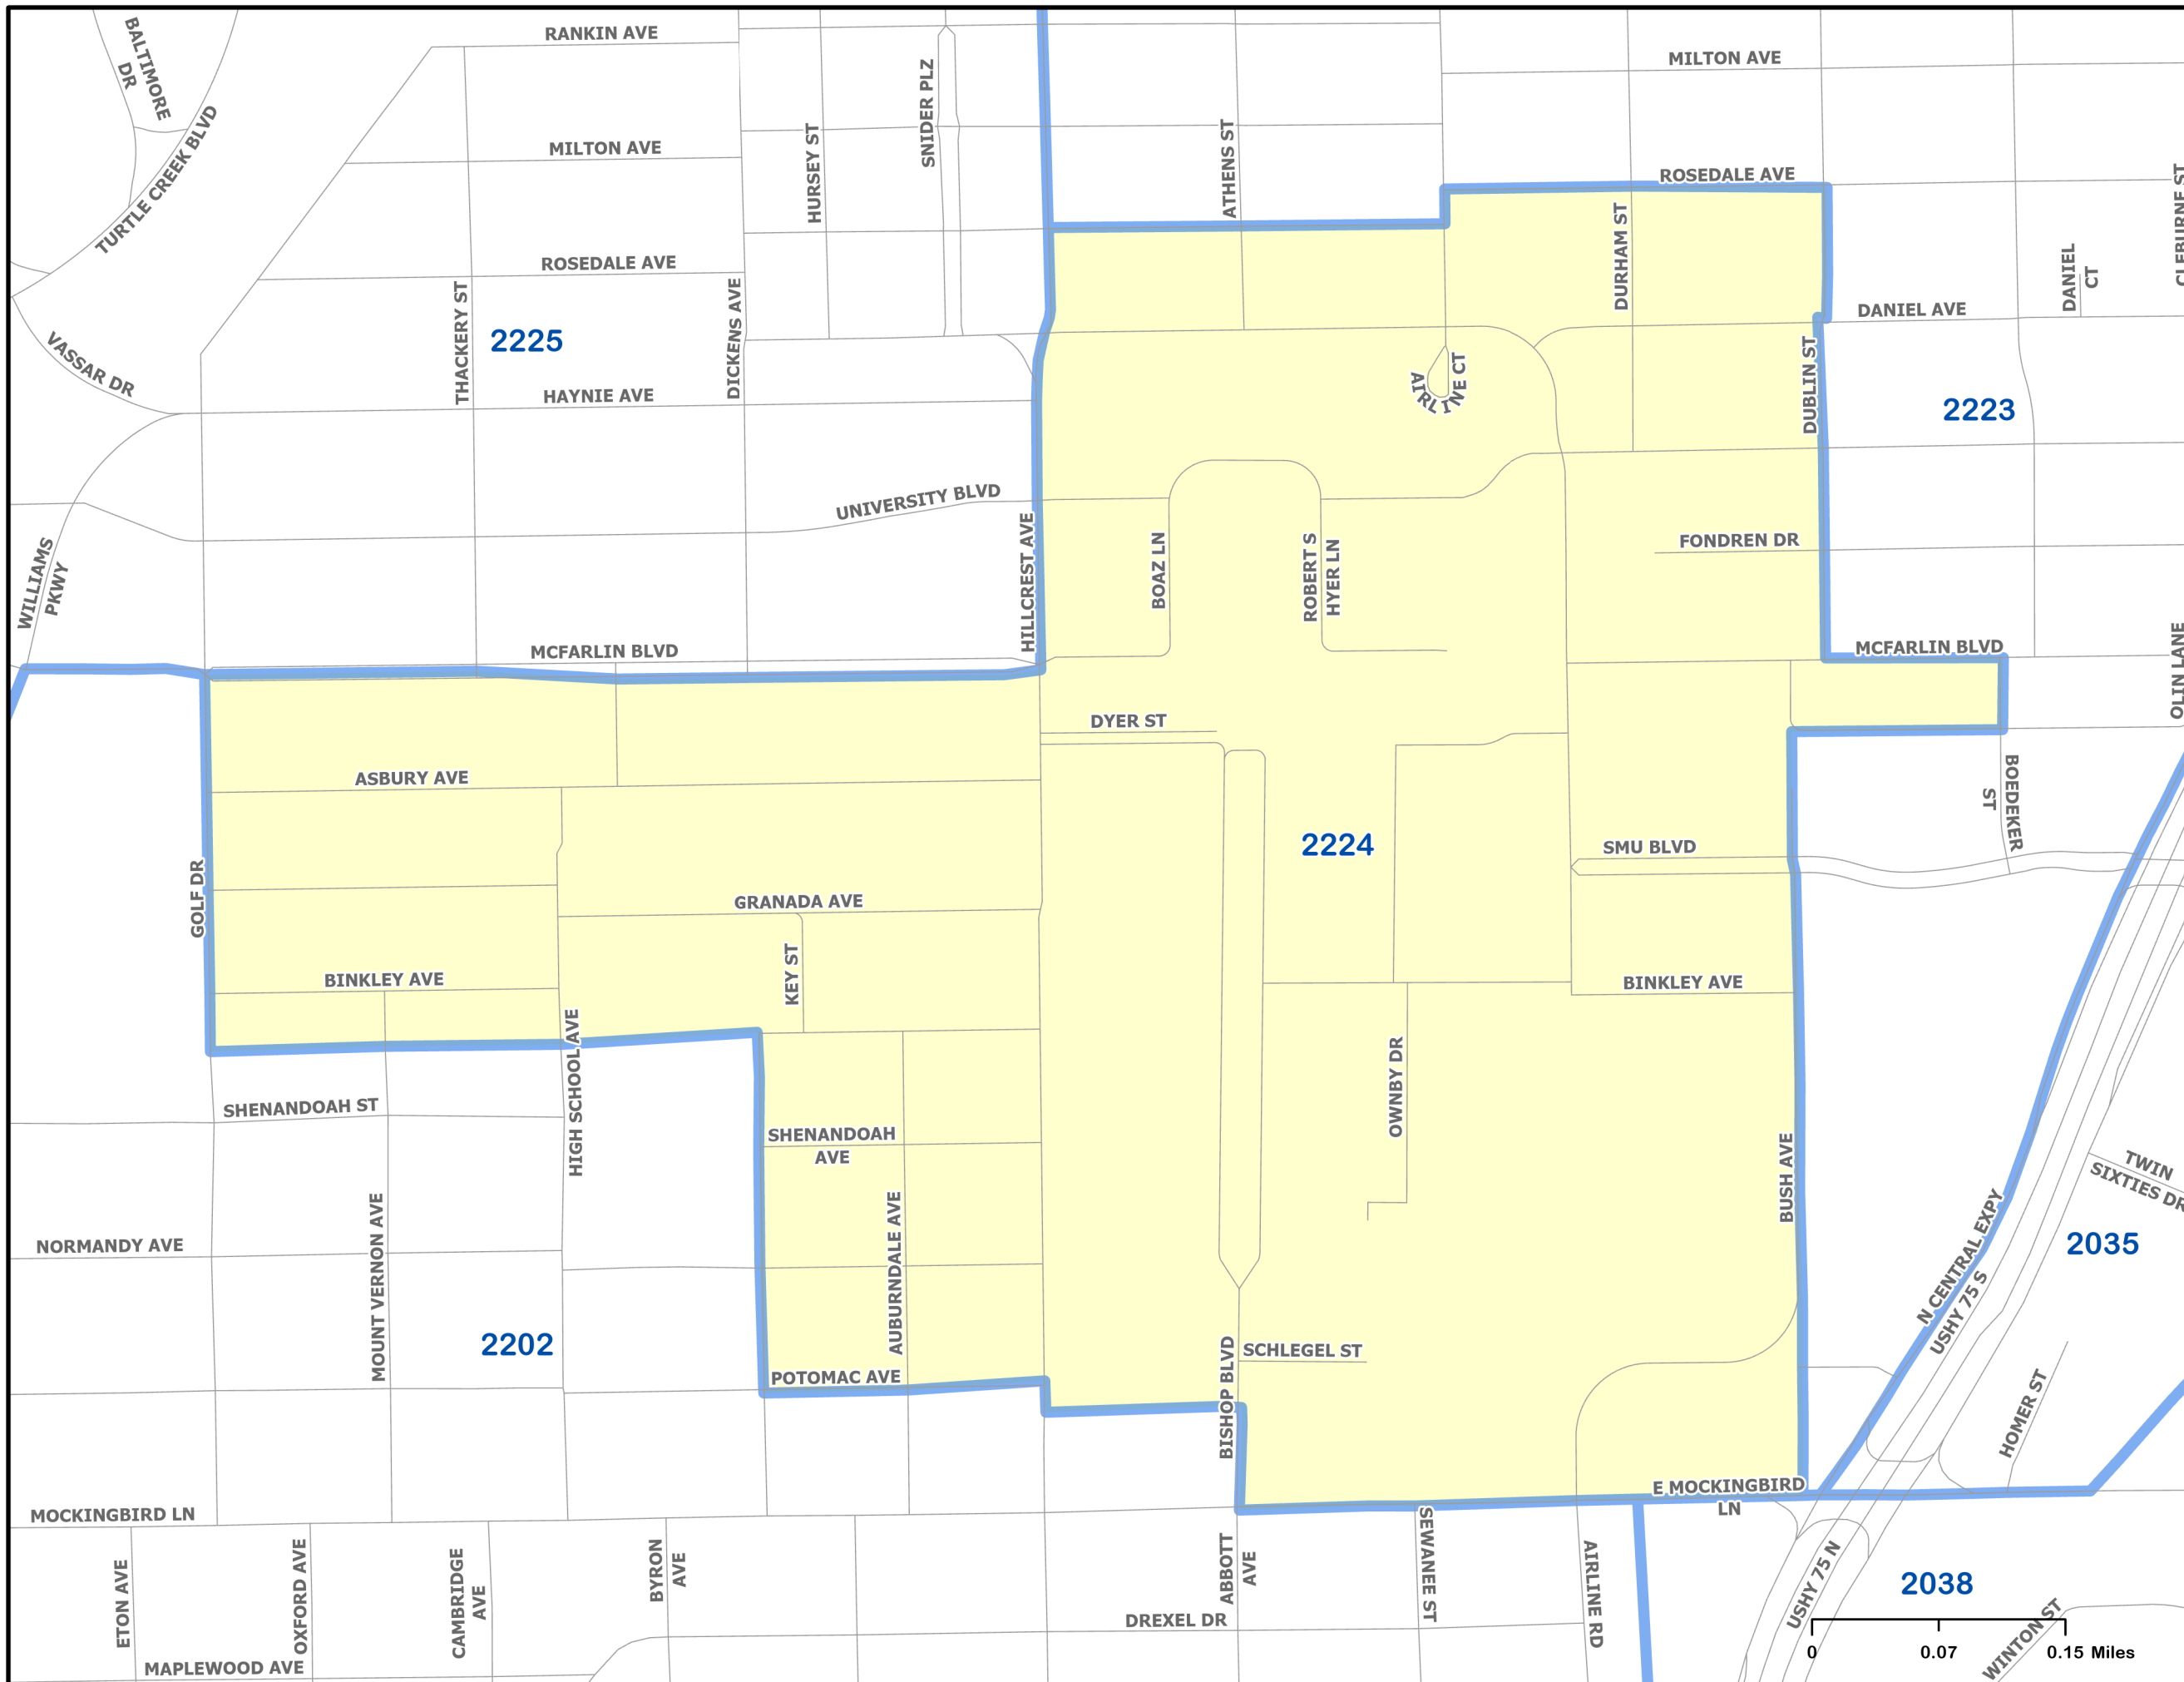 BALTIMORE
DR
TURTLE CREEK BLVD
RANKIN AVE
MILTON AVE
ROSEDALE AVE
THACKERY ST
2225
DICKENS AVE
HURSEY ST
SNIDER PLZ
ATHENS ST
MILTON AVE
ROSEDALE AVE
DURHAM ST
DANIEL AVE
DANIEL
CT
CLEBURNE ST
VASSAR DR
HAYNIE AVE
AIRLINE CT
DUBLIN ST
2223
UNIVERSITY BLVD
HILLCREST AVE
BOAZ LN
ROBERT S
HYER LN
FONDREN DR
WILLIAMS
PKWY
MCFARLIN BLVD
MCFARLIN BLVD
OLIN LANE
DYER ST
ASBURY AVE
BOEDEKER
ST
2224
SMU BLVD
GOLF DR
GRANADA AVE
KEY ST
BINKLEY AVE
BINKLEY AVE
HIGH SCHOOL AVE
OWNBY DR
SHENANDOAH ST
SHENANDOAH
AVE
BUSH AVE
TWIN
SIXTIES DR
MOUNT VERNON AVE
AUBURNDALE AVE
NORMANDY AVE
N CENTRAL EXPY
USHY 75 S
2035
2202
SCHLEGEL ST
BISHOP BLVD
POTOMAC AVE
HOMER ST
E MOCKINGBIRD
LN
MOCKINGBIRD LN
ETON AVE
OXFORD AVE
CAMBRIDGE
AVE
BYRON
AVE
ABBOTT
AVE
SEWANEE ST
AIRLINE RD
USHY 75 N
2038
DREXEL DR
MAPLEWOOD AVE
WINTON ST
0
0.07
0.15 Miles